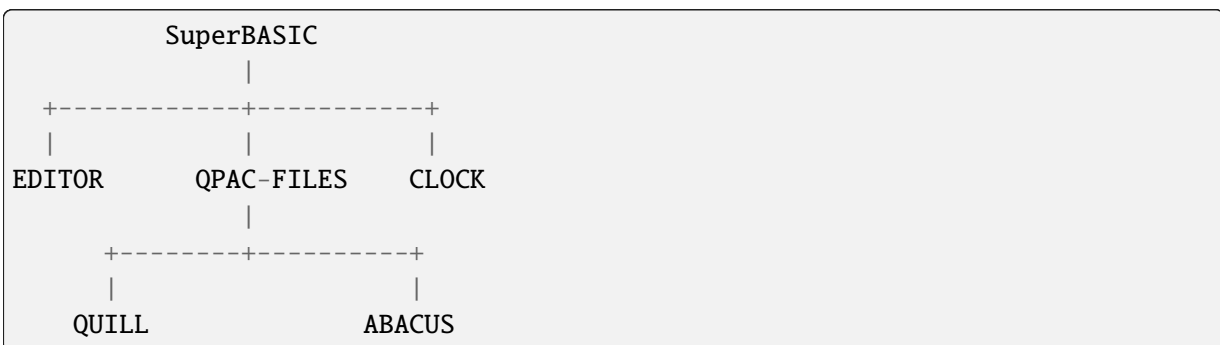 SuperBASIC
|
+------------+-----------+
| | |
EDITOR QPAC-FILES CLOCK
|
+--------+----------+
| |
QUILL ABACUS